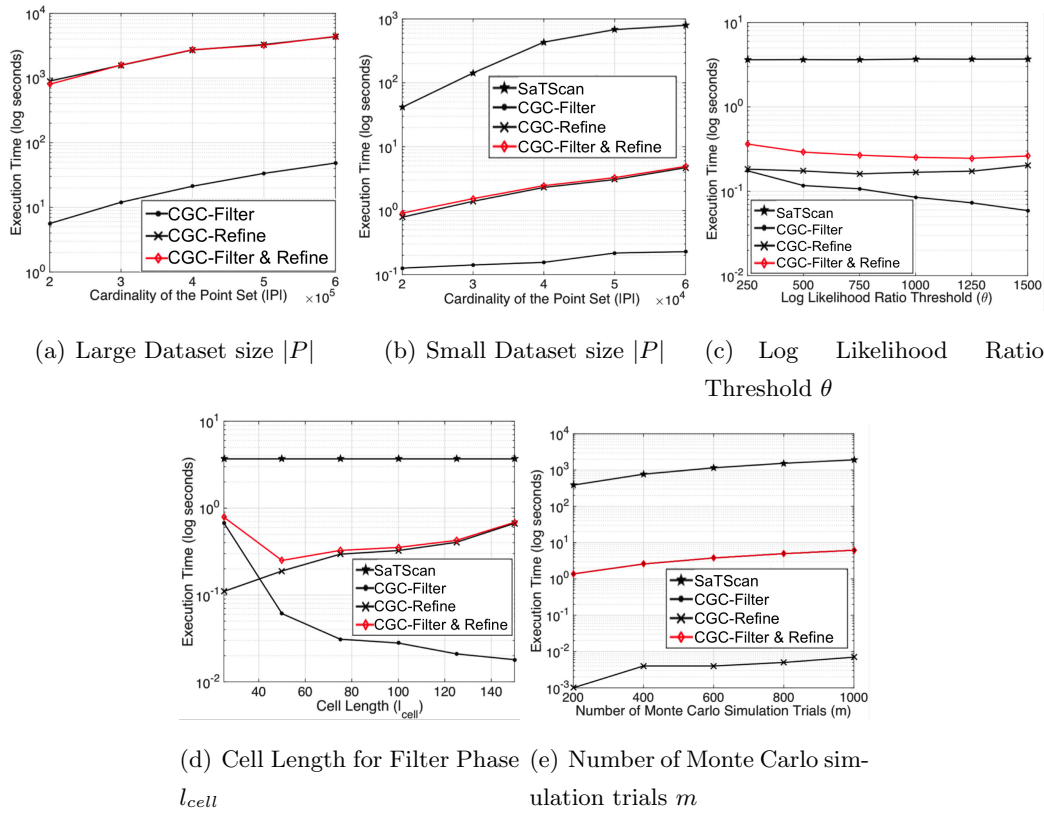 10^4
10^3
10^2
10^1
10^0
Execution Time (log seconds)
CGC-Filter
CGC-Refine
CGC-Filter & Refine
2 3 4 5 6
Cardinality of the Point Set (|P|) ×10^5
(a) Large Dataset size |P|
10^3
10^2
10^1
10^0
10^-1
Execution Time (log seconds)
SaTScan
CGC-Filter
CGC-Refine
CGC-Filter & Refine
2 3 4 5 6
Cardinality of the Point Set (|P|) ×10^4
(b) Small Dataset size |P|
10^1
10^0
10^-1
10^-2
Execution Time (log seconds)
SaTScan
CGC-Filter
CGC-Refine
CGC-Filter & Refine
250 500 750 1000 1250 1500
Log Likelihood Ratio Threshold (θ)
(c) Log Likelihood Ratio
Threshold θ
10^1
10^0
10^-1
10^-2
Execution Time (log seconds)
SaTScan
CGC-Filter
CGC-Refine
CGC-Filter & Refine
40 60 80 100 120 140
Cell Length (l_cell)
(d) Cell Length for Filter Phase
l_cell
10^4
10^3
10^2
10^1
10^0
10^-2
10^-3
Execution Time (log seconds)
SaTScan
CGC-Filter
CGC-Refine
CGC-Filter & Refine
200 400 600 800 1000
Number of Monte Carlo Simulation Trials (m)
(e) Number of Monte Carlo sim-
ulation trials m